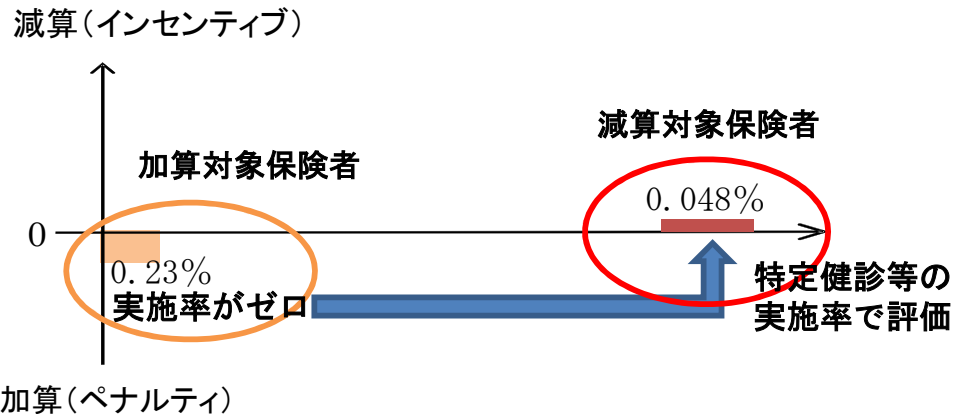 減算（インセンティブ）
減算対象保険者
加算対象保険者
0.048%
0
0.23%
実施率がゼロ
特定健診等の
実施率で評価
加算（ペナルティ）